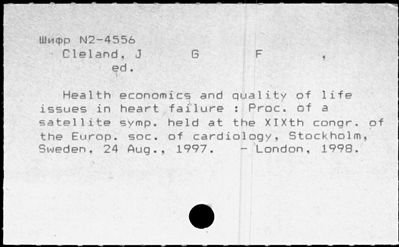 Шифр N2-4556
Cleland, J G F ,
ed.
Health economics and quality of life
issues in heart failure : Proc. of a
satellite symp. held at the XIXth congr. of
the Europ. soc. of cardiology, Stockholm,
Sweden, 24 Aug., 1997. - London, 1998.